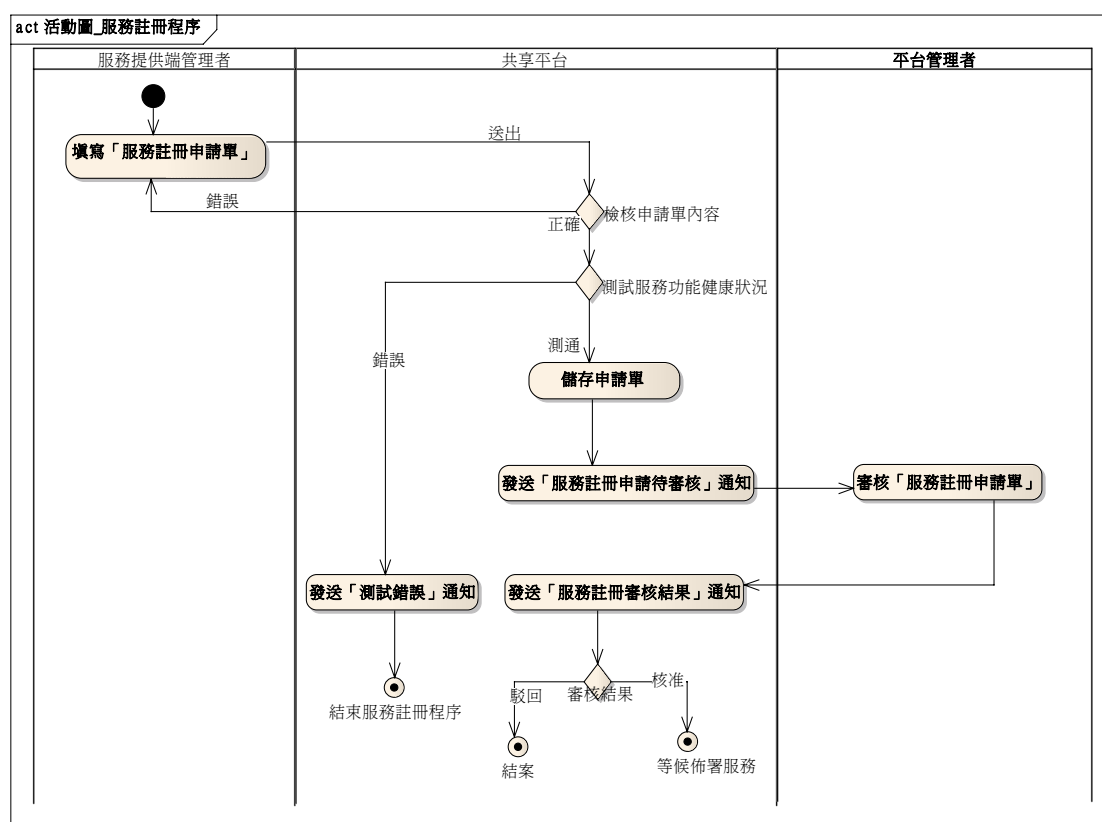 act 活動圖_服務註冊程序
服務提供端管理者
共享平台
平台管理者
填寫「服務註冊申請單」
送出
錯誤
檢核申請單內容
正確
測試服務功能健康狀況
測通
錯誤
儲存申請單
發送「服務註冊申請待審核」通知
審核「服務註冊申請單」
發送「測試錯誤」通知
發送「服務註冊審核結果」通知
駁回
審核結果
核准
結束服務註冊程序
結案
等候佈署服務